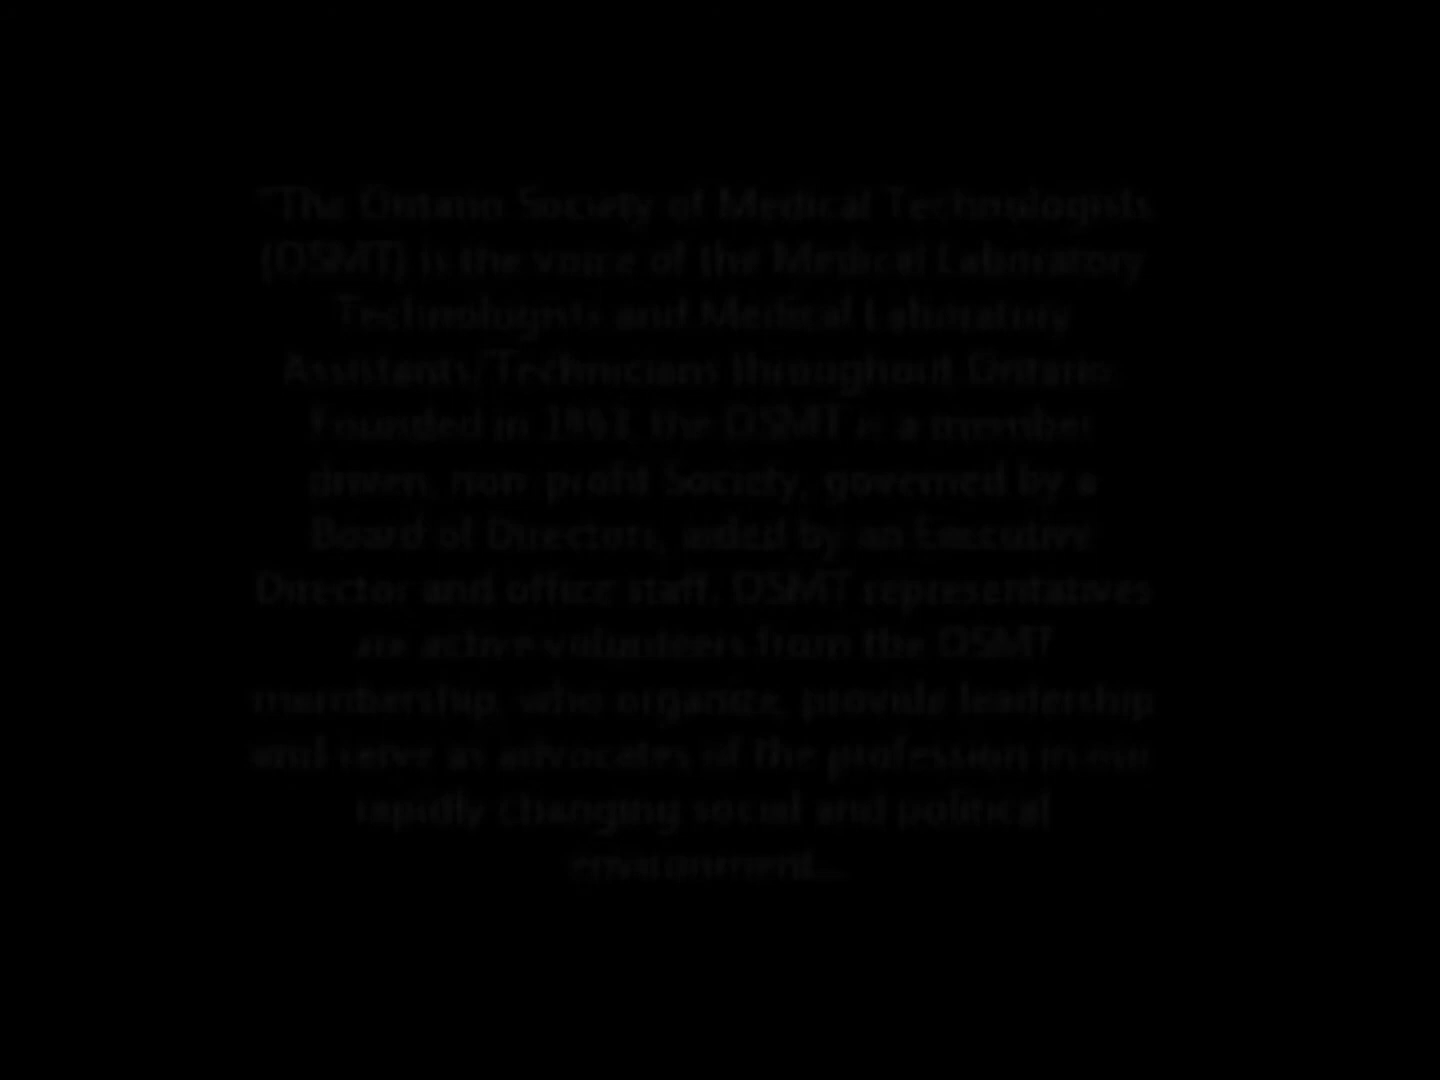 "The Ontario Society of Medical Technologists
(OSMT) is the voice of the Medical Laboratory
Technologists and Medical Laboratory
Assistants/Technicians throughout Ontario.
Founded in the OSMT is a member
driven, non profit Society, governed by a
Board of Directors, aided by an Executive
Director and office staff. OSMT representatives
are active volunteers from the OSMT
membership, who organize, provide leadership
and serve as advocates of the profession in our
rapidly changing social and political
environment...